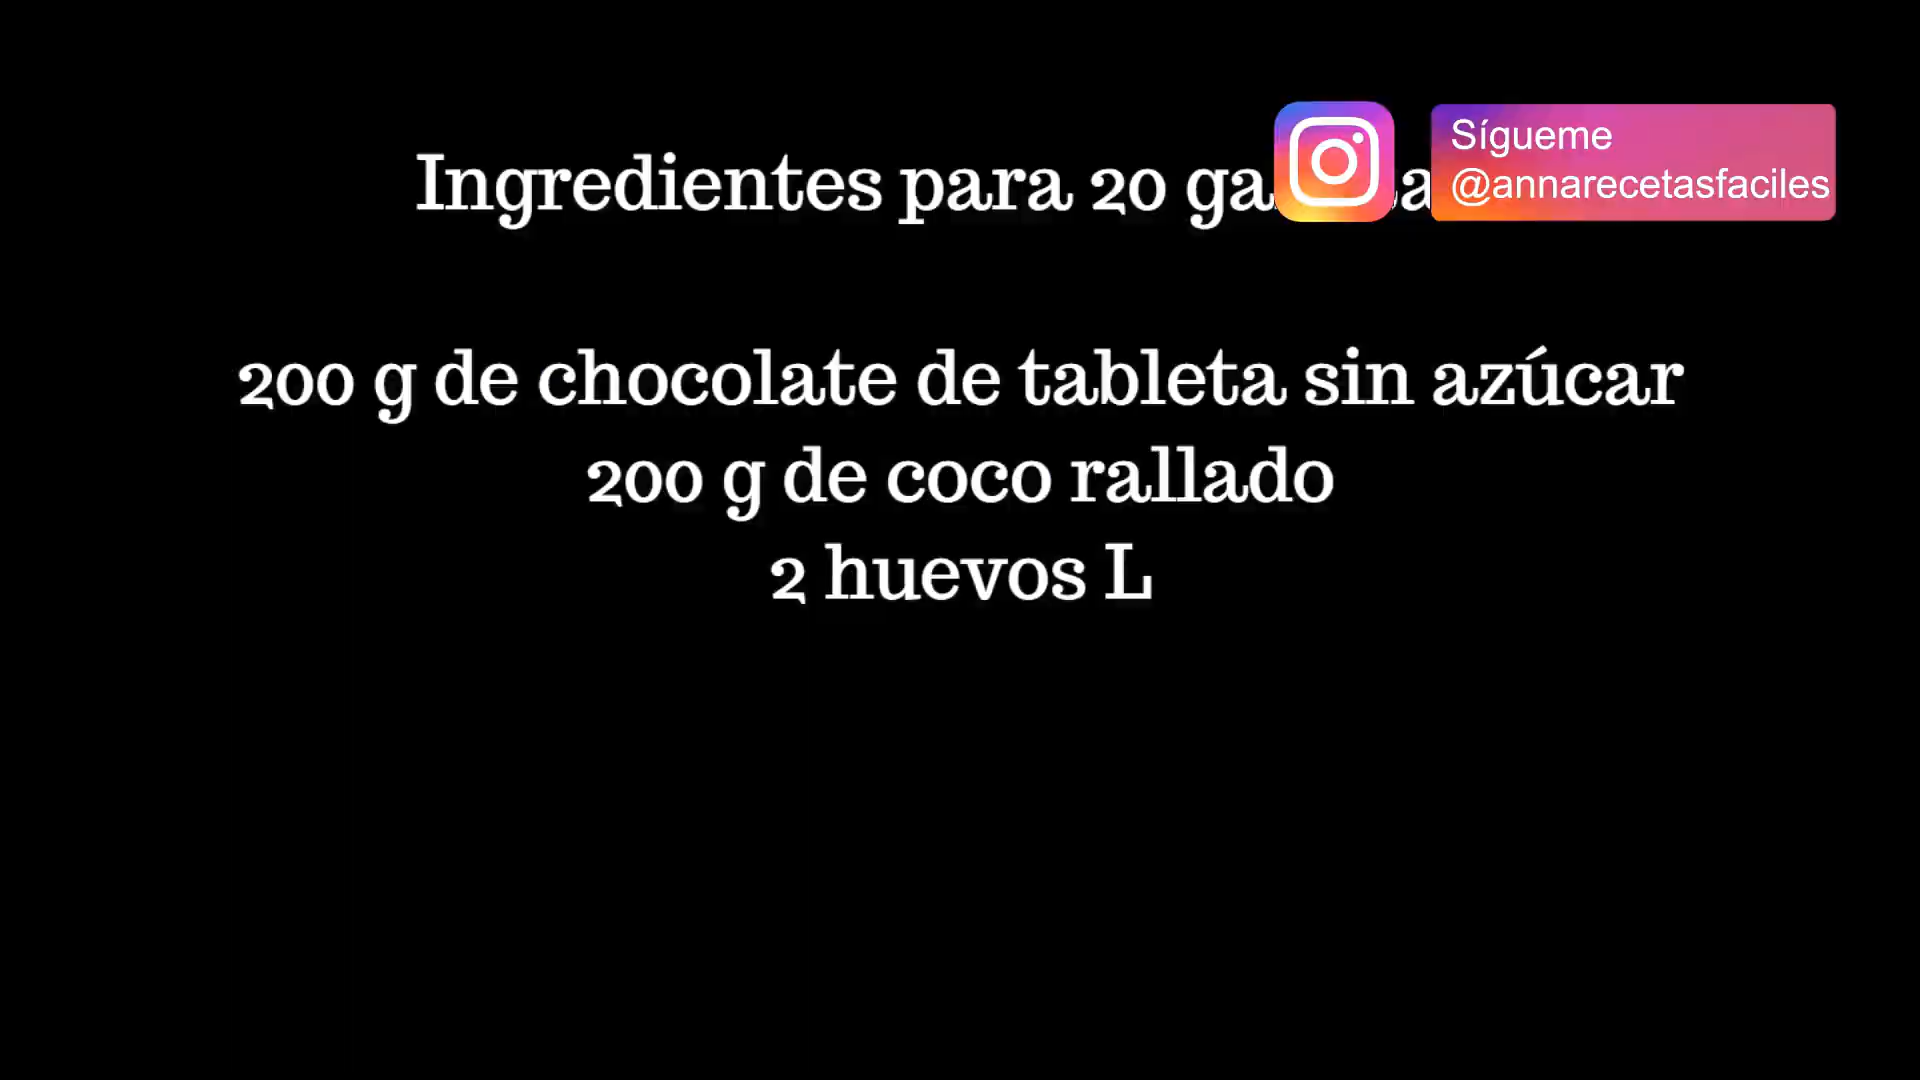 Ingredientes para 20
Sígueme
@annarecetasfaciles
200 g de chocolate de tableta sin azúcar
200 g de coco rallado
2 huevos L